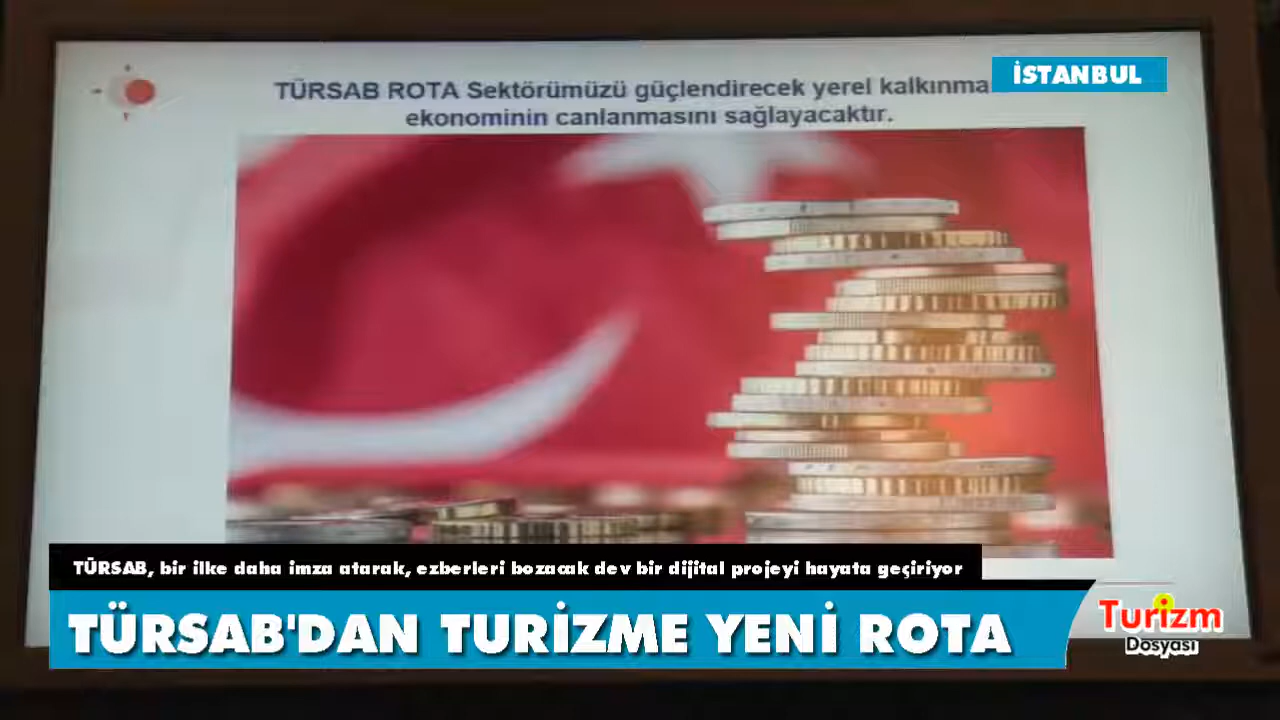 TÜRSAB ROTA Sektörümüzü güçlendirecek yerel kalkınma
İSTANBUL
ekonominin canlanmasını sağlayacaktır.
TÜRSAB, bir ilke daha imza atarak, ezberleri bozacak dev bir dijital projeyi hayata geçiriyor
TÜRSAB'DAN TURİZME YENİ ROTA
Turizm
Dosyası